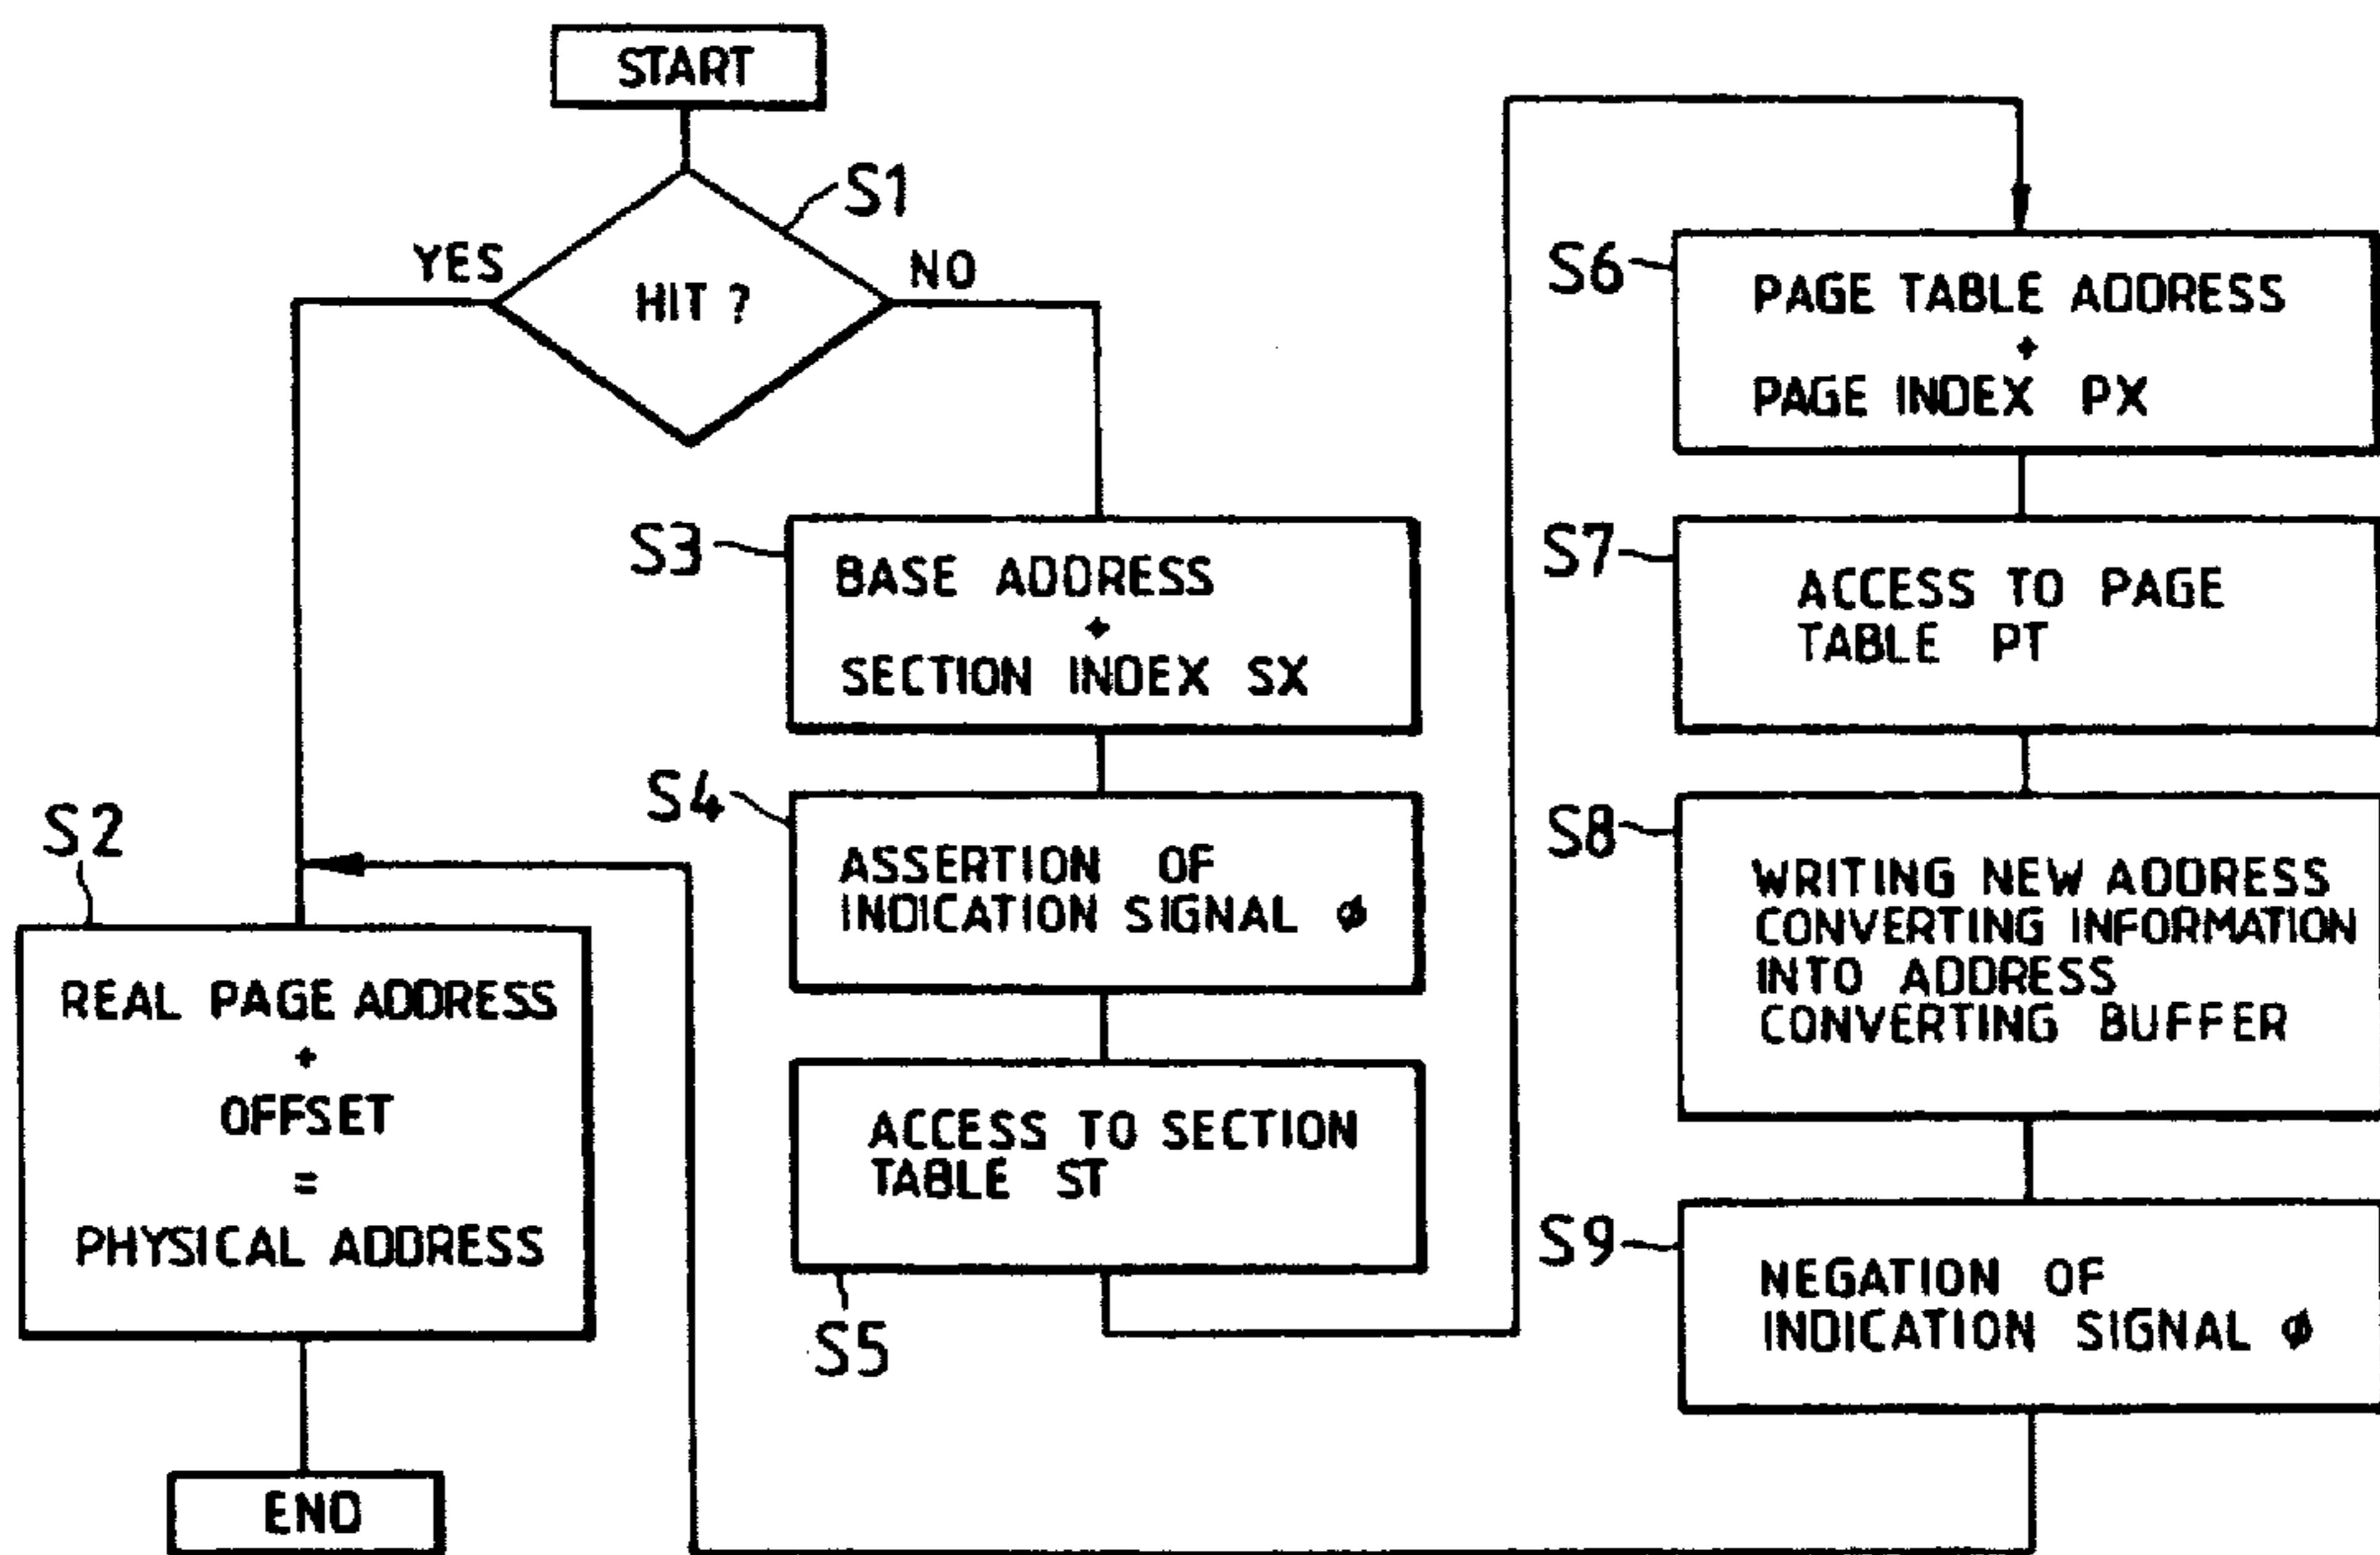 START
S1
YES
NO
HIT ?
S3
BASE ADDRESS
+
SECTION INDEX SX
S4
ASSERTION OF
INDICATION SIGNAL ϕ
ACCESS TO SECTION
TABLE ST
S5
S6
PAGE TABLE ADDRESS
+
PAGE INDEX PX
S7
ACCESS TO PAGE
TABLE PT
S8
WRITING NEW ADDRESS
CONVERTING INFORMATION
INTO ADDRESS
CONVERTING BUFFER
S9
NEGATION OF
INDICATION SIGNAL ϕ
S2
REAL PAGE ADDRESS
+
OFFSET
=
PHYSICAL ADDRESS
END